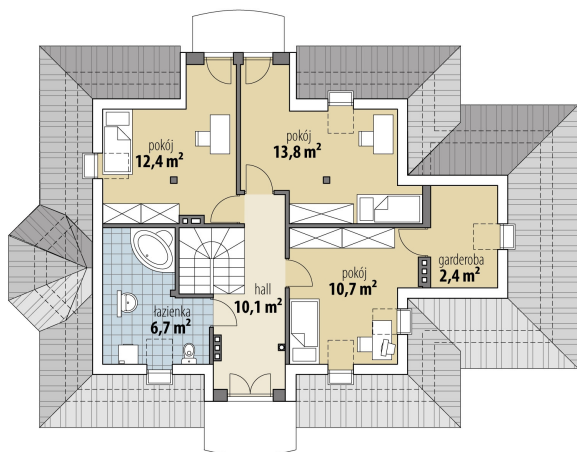 pokój
12,4 m²
pokój
13,8 m²
garderoba
2,4 m²
pokój
10,7 m²
hall
10,1 m²
łazienka
6,7 m²